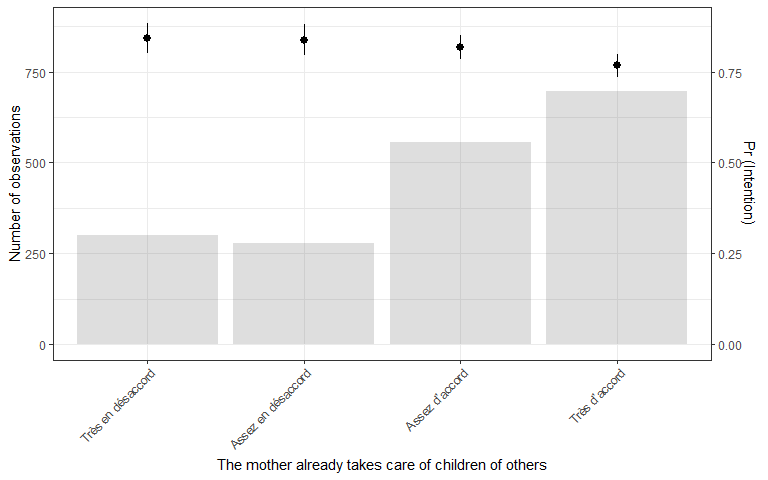 Number of observations
750
500
250
0
0.75
0.50
0.25
0.00
Pr (Intention)
Très en désaccord
Assez en désaccord
Assez d'accord
Très d'accord
The mother already takes care of children of others